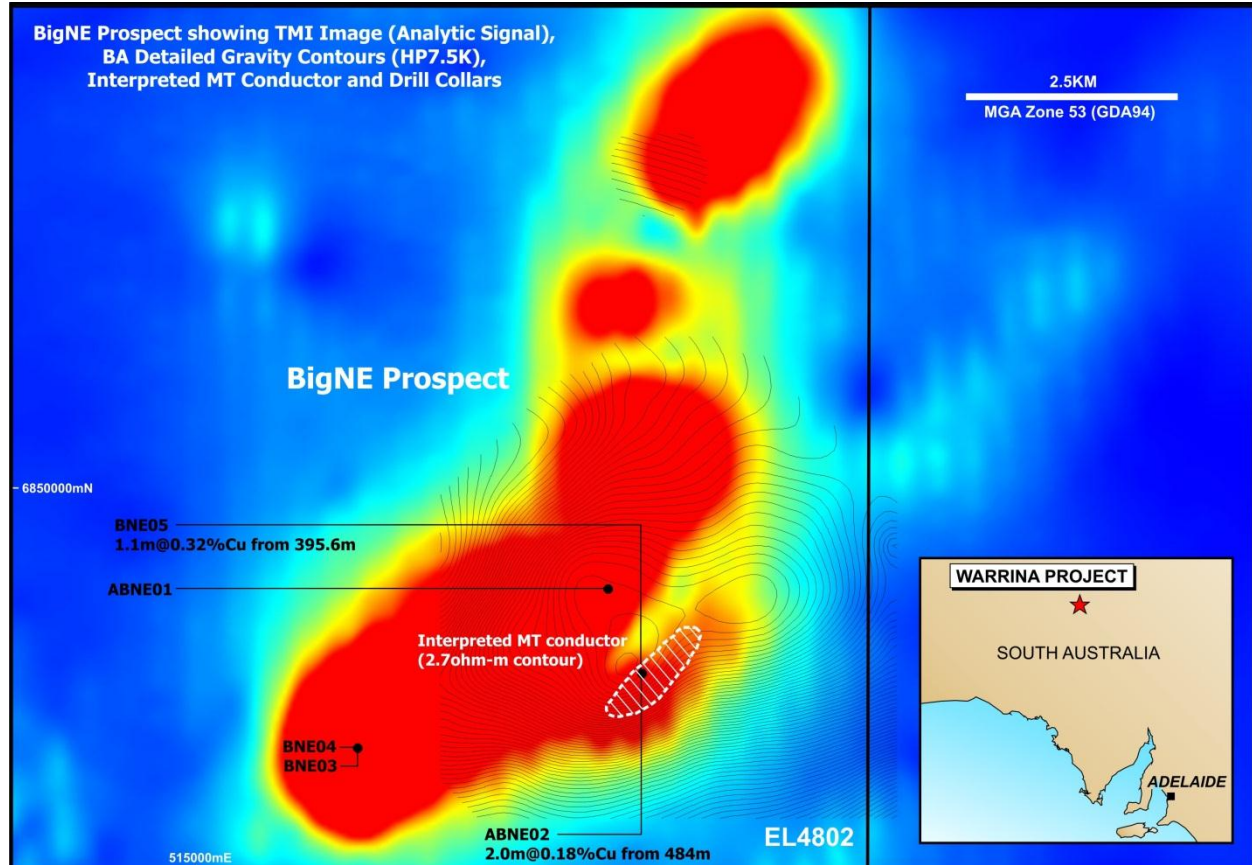 BigNE Prospect showing TMI Image (Analytic Signal),
BA Detailed Gravity Contours (HP7.5K),
Interpreted MT Conductor and Drill Collars
2.5KM
MGA Zone 53 (GDA94)
BigNE Prospect
6850000mN
BNE05
1.1m@0.32%Cu from 395.6m
ABNE01
Interpreted MT conductor
(2.7ohm-m contour)
BNE04
BNE03
ABNE02
2.0m@0.18%Cu from 484m
515000mE
EL4802
WARRINA PROJECT
SOUTH AUSTRALIA
ADELAIDE